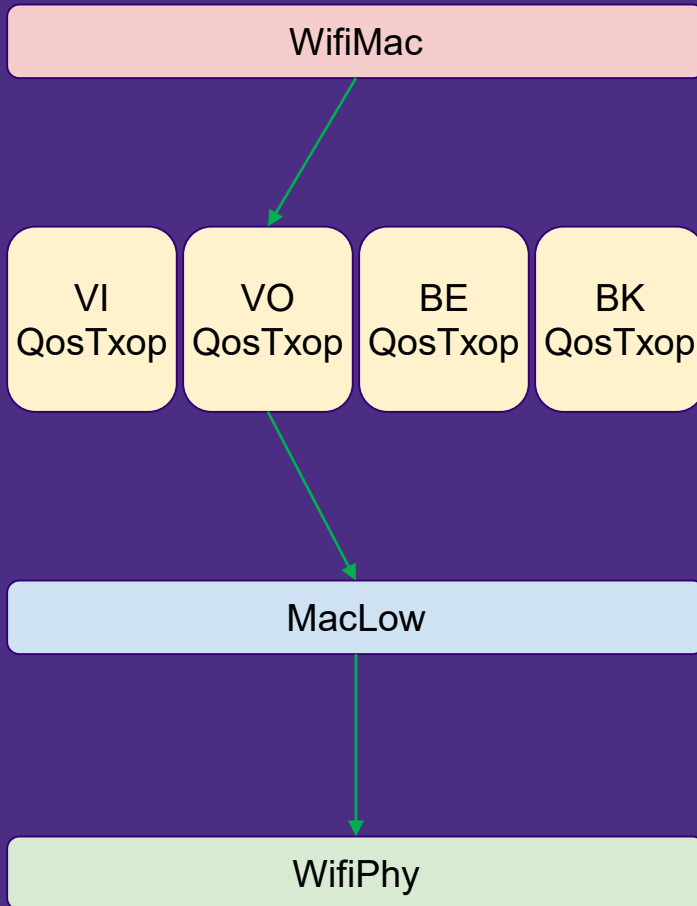 WifiMac
VI
QosTxop
VO
QosTxop
BE
QosTxop
BK
QosTxop
MacLow
WifiPhy